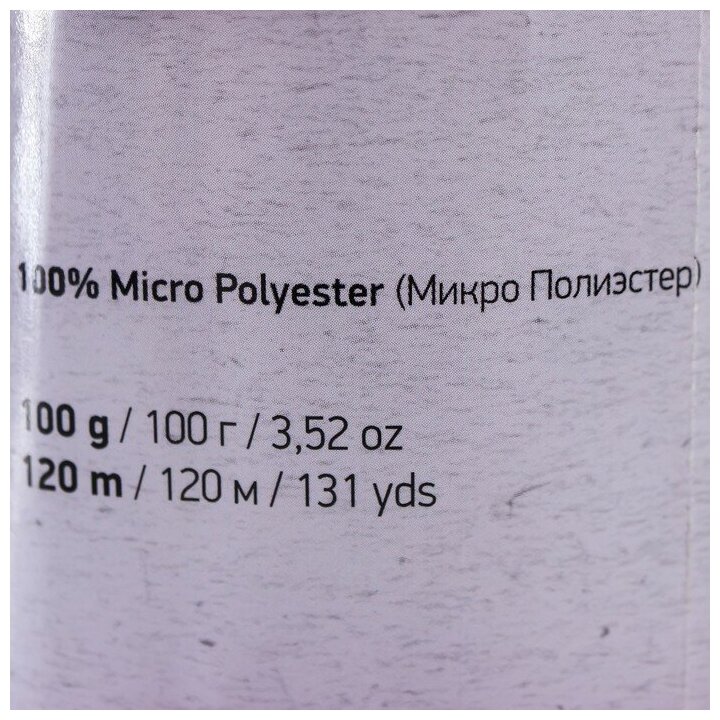 100% Micro Polyester (Микро Полиэстер)
100 g / 100 г / 3,52 oz
120 m / 120 м / 131 yds